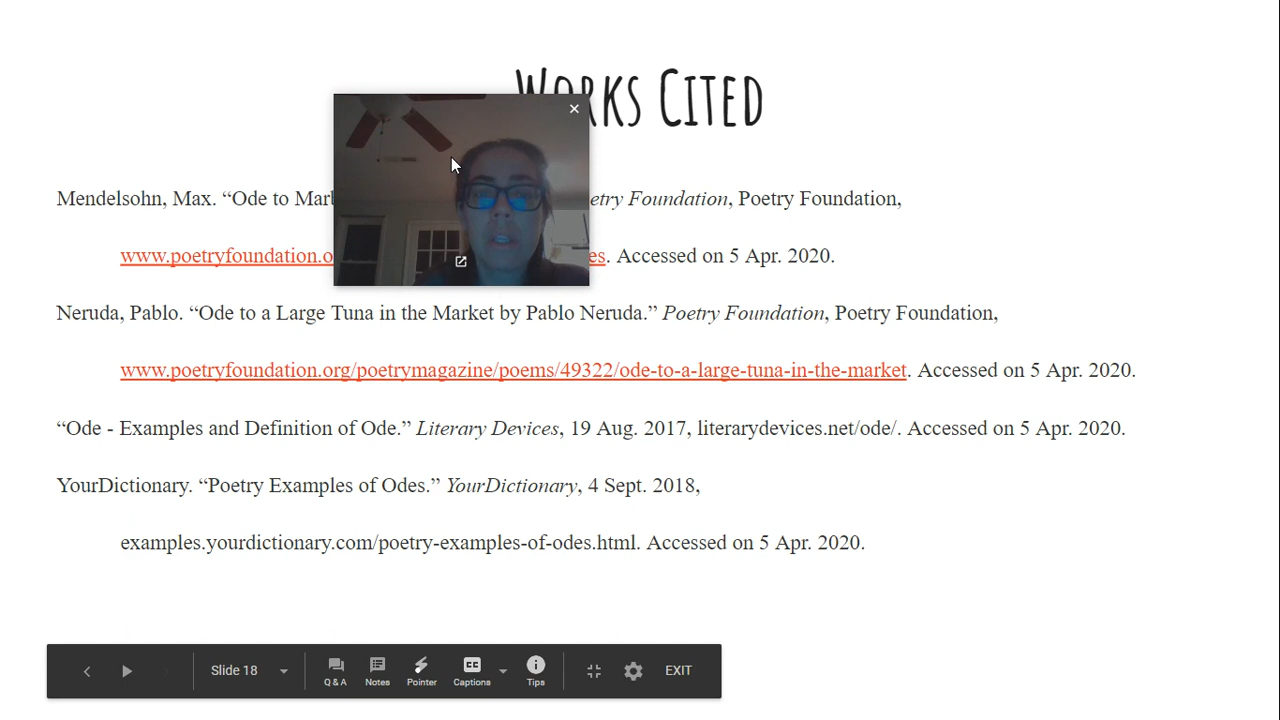 Works Cited
Mendelsohn, Max. “Ode to Marb etry Foundation, Poetry Foundation,
www.poetryfoundation.o es. Accessed on 5 Apr. 2020.
Neruda, Pablo. “Ode to a Large Tuna in the Market by Pablo Neruda.” Poetry Foundation, Poetry Foundation,
www.poetryfoundation.org/poetrymagazine/poems/49322/ode-to-a-large-tuna-in-the-market. Accessed on 5 Apr. 2020.
“Ode - Examples and Definition of Ode.” Literary Devices, 19 Aug. 2017, literarydevices.net/ode/. Accessed on 5 Apr. 2020.
YourDictionary. “Poetry Examples of Odes.” YourDictionary, 4 Sept. 2018,
examples.yourdictionary.com/poetry-examples-of-odes.html. Accessed on 5 Apr. 2020.
Slide 18 Q & A Notes Pointer CC Captions Tips EXIT